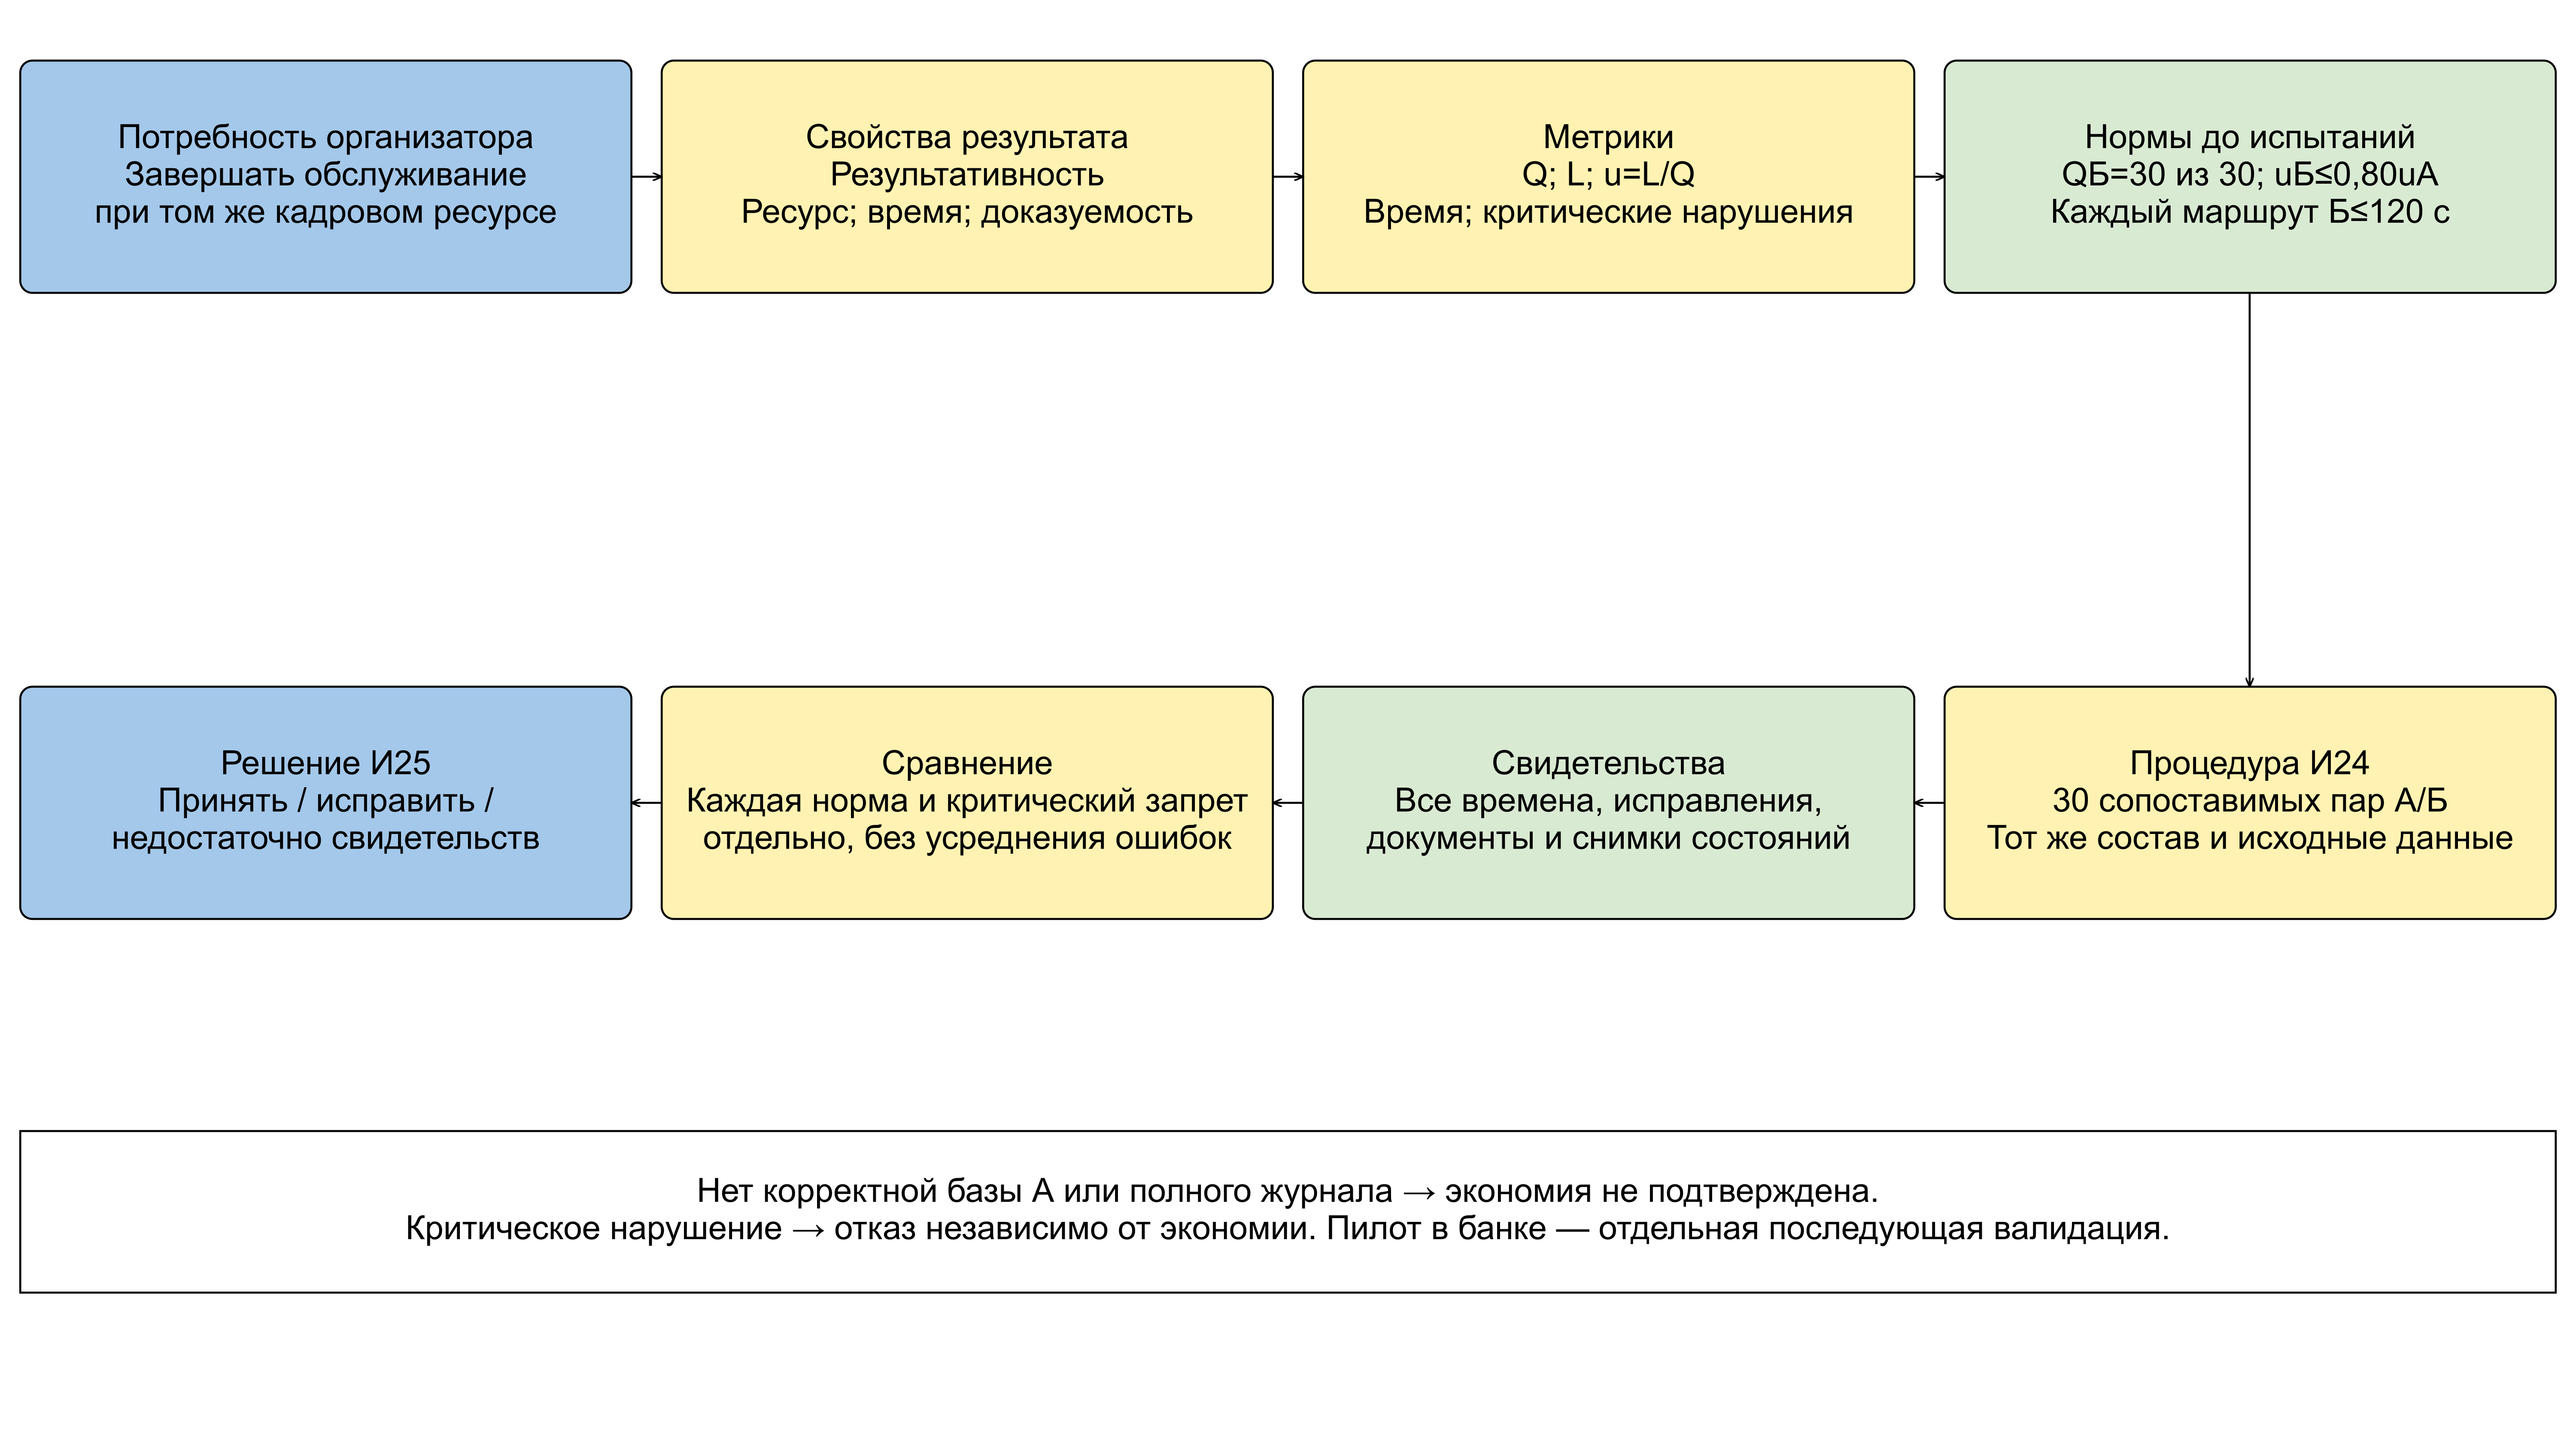 Потребность организатора
Завершать обслуживание
при том же кадровом ресурсе
Свойства результата
Результативность
Ресурс; время; доказуемость
Метрики
Q; L; u=L/Q
Время; критические нарушения
Нормы до испытаний
QБ=30 из 30; uБ≤0,80uА
Каждый маршрут Б≤120 с
Решение И25
Принять / исправить /
недостаточно свидетельств
Сравнение
Каждая норма и критический запрет
отдельно, без усреднения ошибок
Свидетельства
Все времена, исправления,
документы и снимки состояний
Процедура И24
30 сопоставимых пар А/Б
Тот же состав и исходные данные
Нет корректной базы А или полного журнала → экономия не подтверждена.
Критическое нарушение → отказ независимо от экономии. Пилот в банке — отдельная последующая валидация.